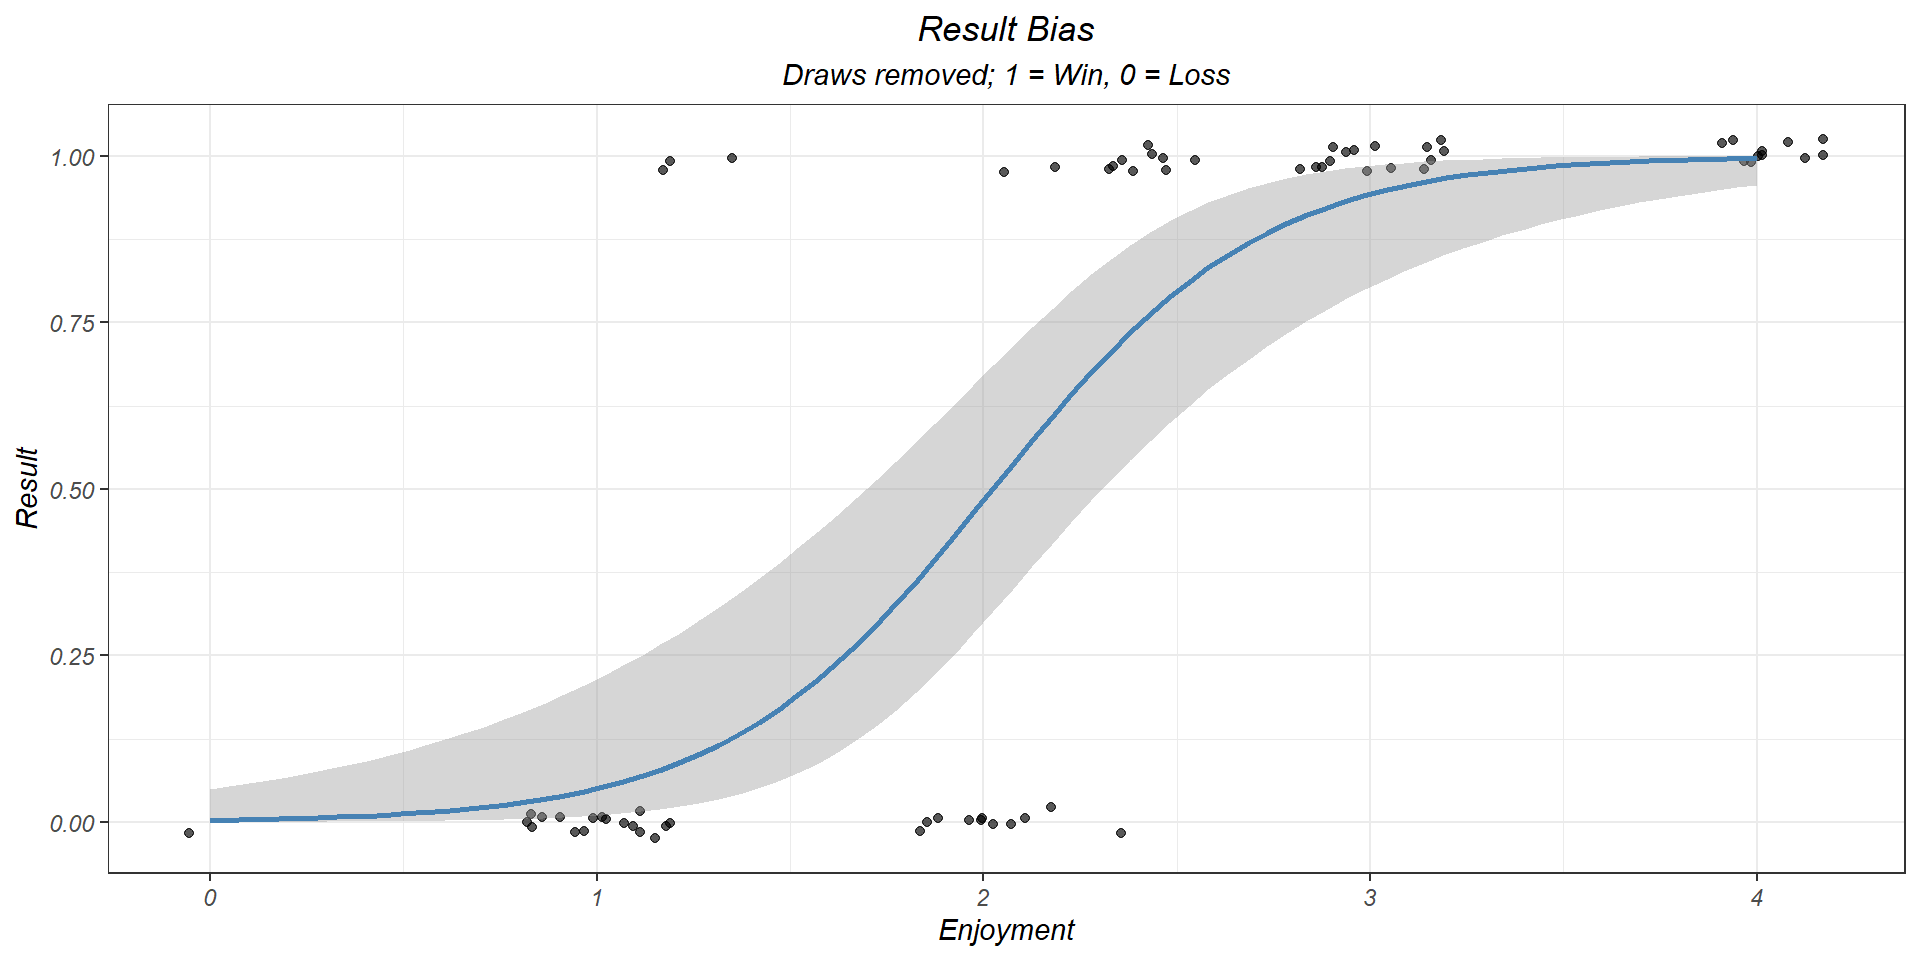 Result Bias
Draws removed; 1 = Win, 0 = Loss
1.00
0.75
0.50
0.25
0.00
Result
0 1 2 3 4
Enjoyment